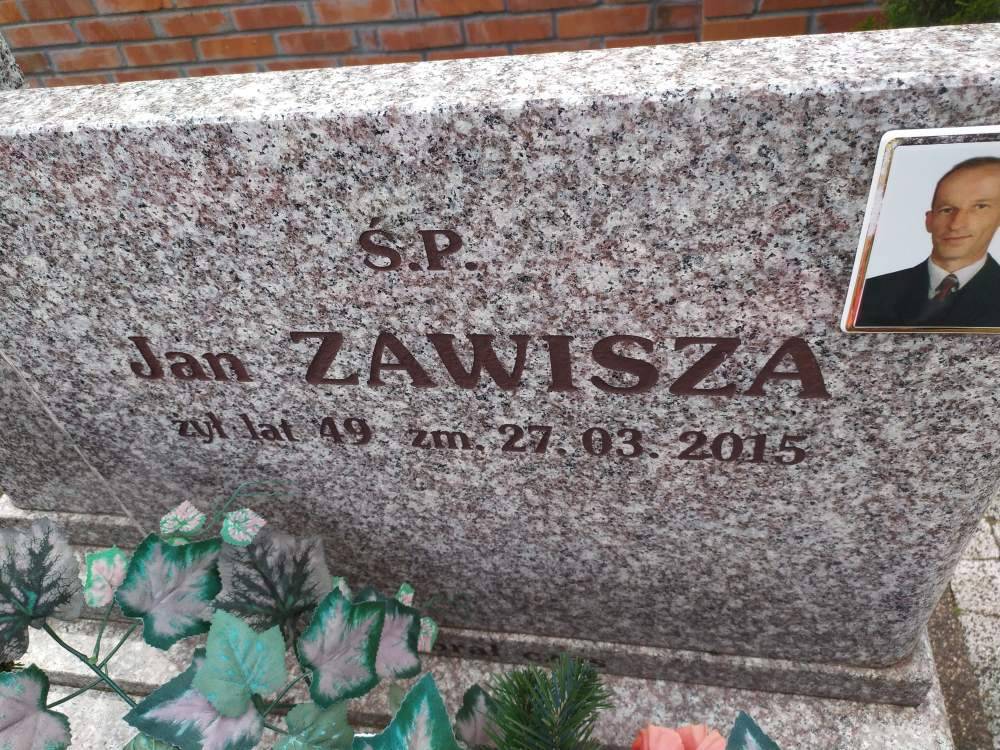 Ś.P.
Jan ZAWISZA
żył lat 49 zm. 27. 03. 2015